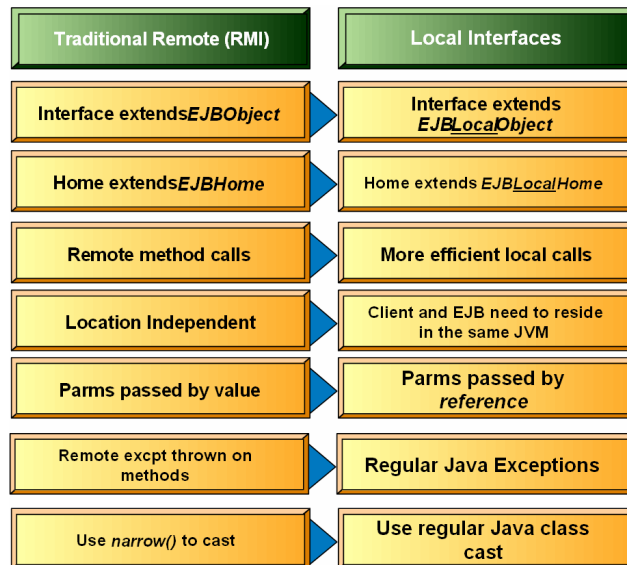 Traditional Remote (RMI)
Local Interfaces
Interface extendsEJBObject
Interface extends
EJBLocalObject
Home extendsEJBHome
Home extends EJBLocalHome
Remote method calls
More efficient local calls
Location Independent
Client and EJB need to reside
in the same JVM
Parms passed by value
Parms passed by
reference
Remote excpt thrown on
methods
Regular Java Exceptions
Use narrow() to cast
Use regular Java class
cast